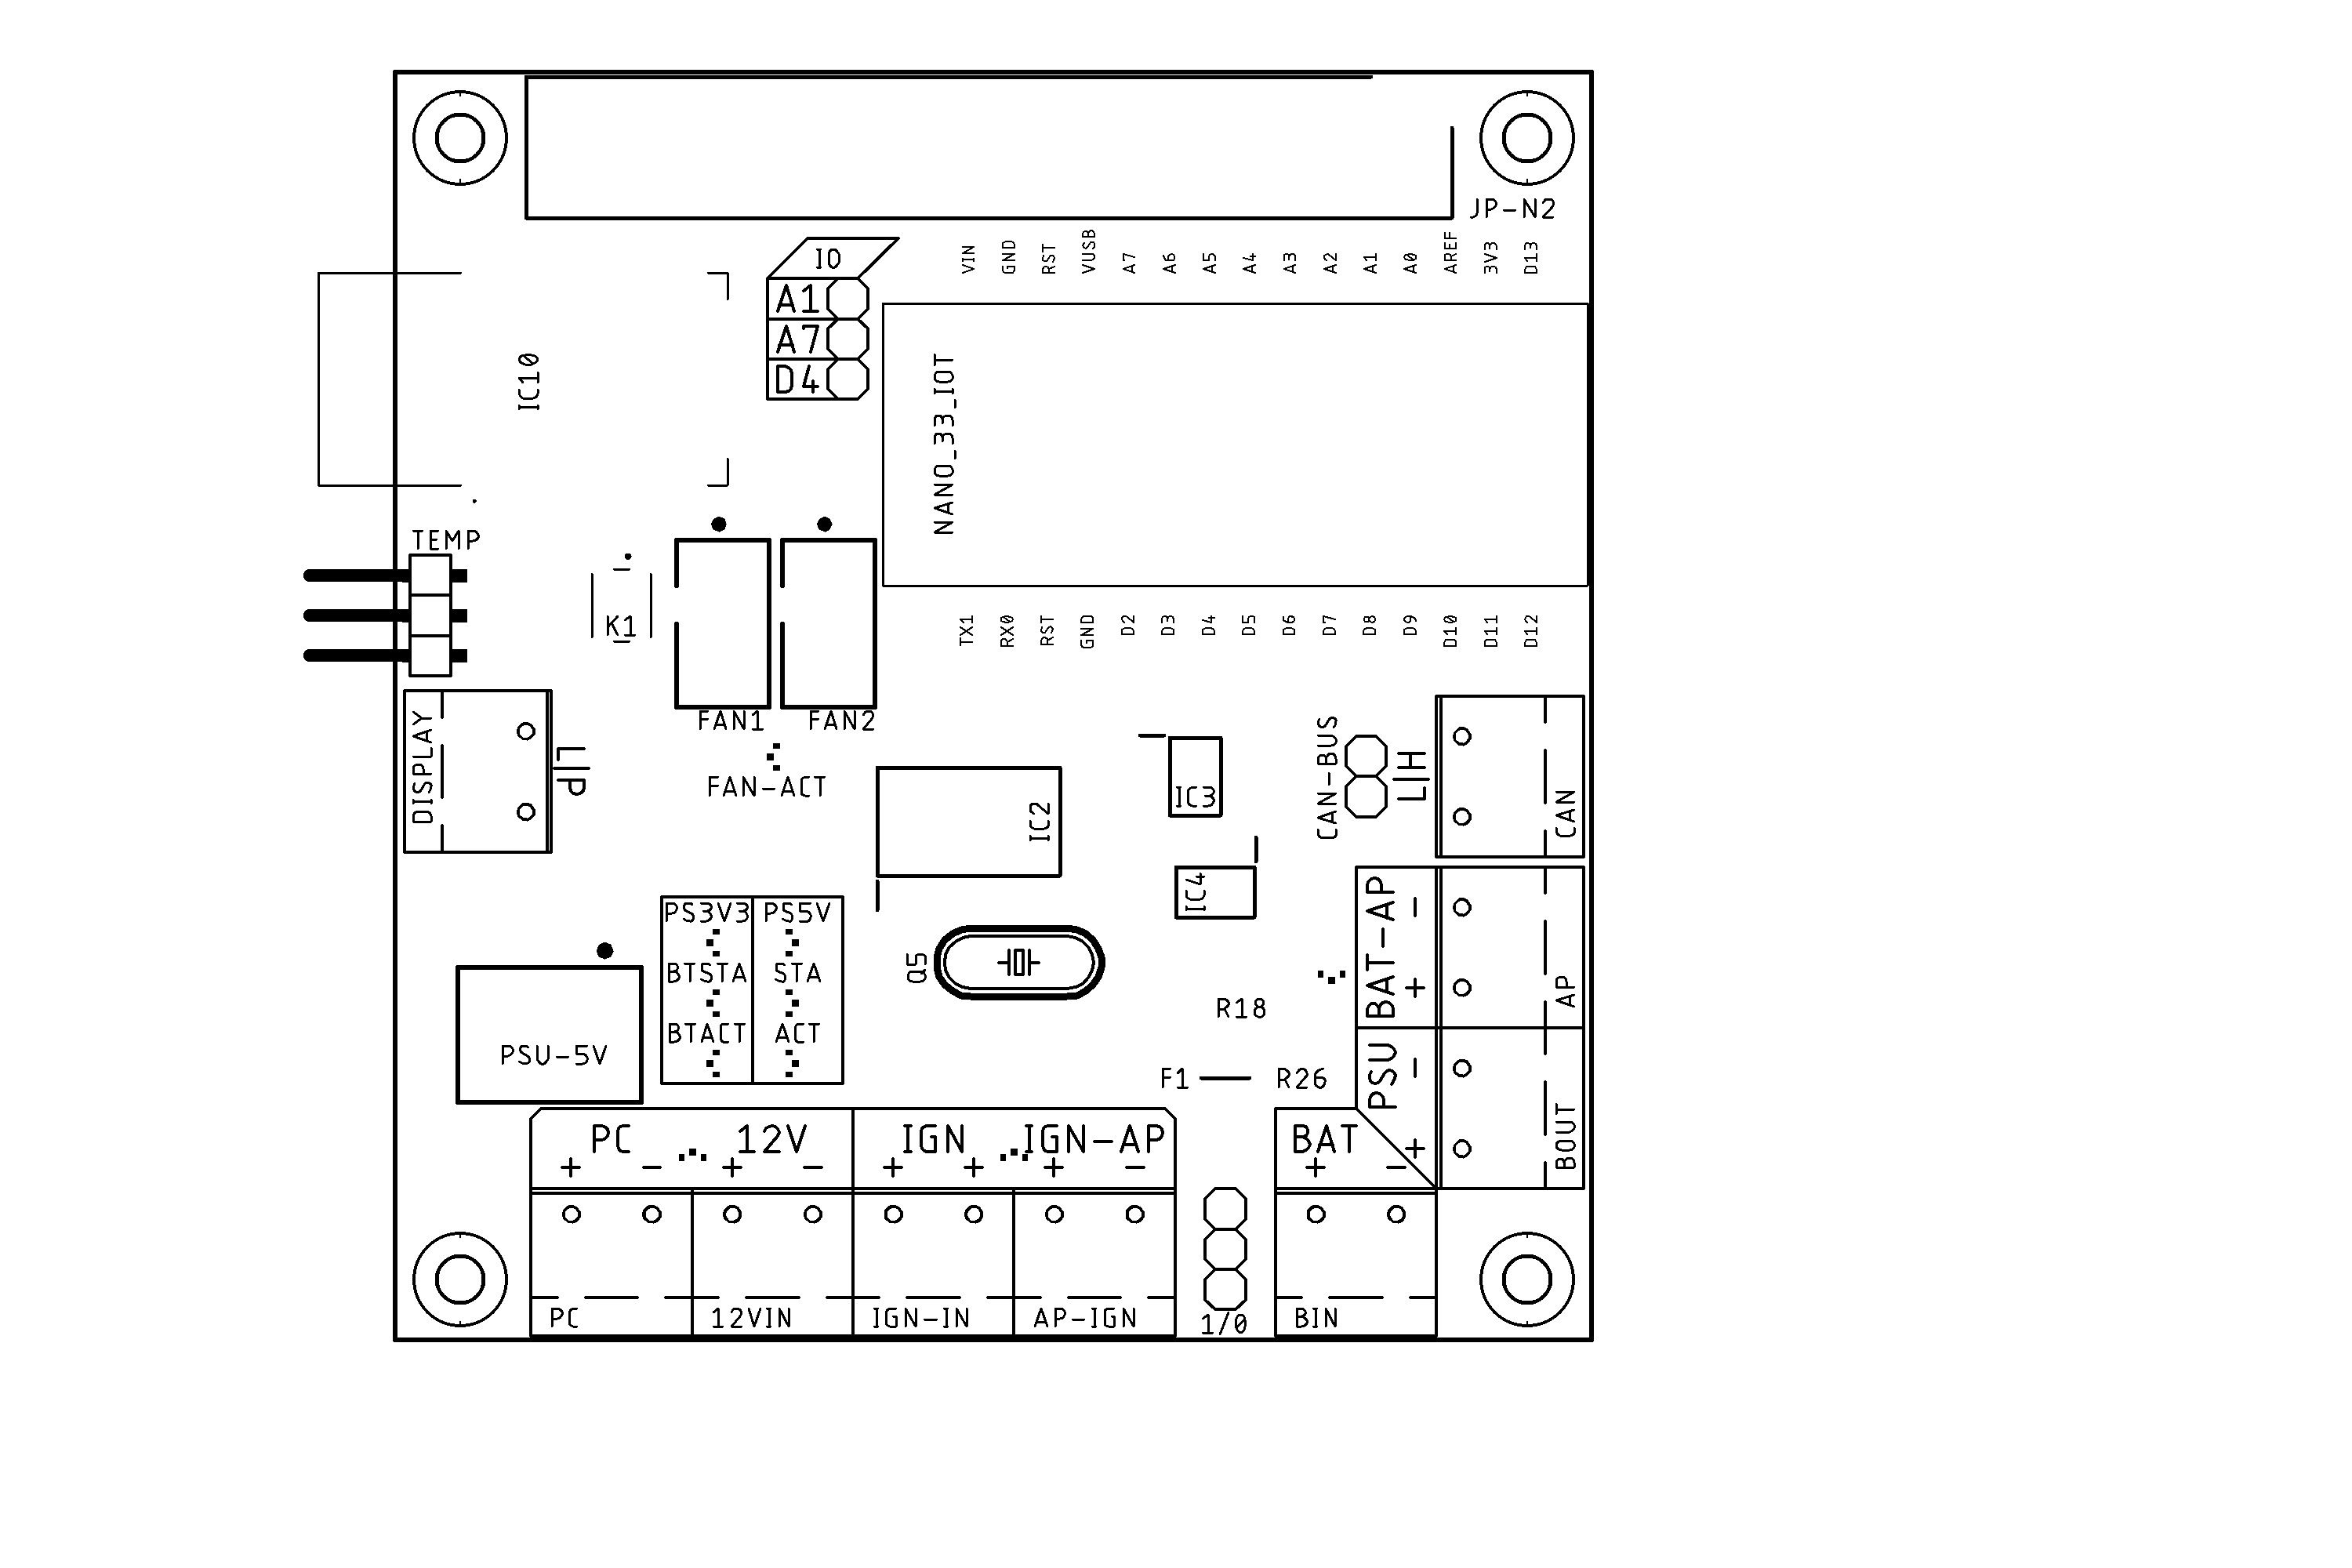 JP-N2
VIN GND RST VUSB A7 A6 A5 A4 A3 A2 A1 A0 AREF 3V3 D13
IO
A1
A7
D4
IC10
NANO_33_IOT
TEMP
K1
TX1 RX0 RST GND D2 D3 D4 D5 D6 D7 D8 D9 D10 D11 D12
FAN1 FAN2
FAN-ACT
DISPLAY
L|P
IC2
IC3
CAN-BUS
L|H
CAN
IC4
PS3V3 PS5V
BTSTA STA
BTACT ACT
Q5
BAT-AP
- +
AP
R18
PSU-5V
F1
R26
PSU
- +
BOUT
PC 12V IGN IGN-AP BAT
+ - + - + + + - + -
PC 12VIN IGN-IN AP-IGN 1/0 BIN